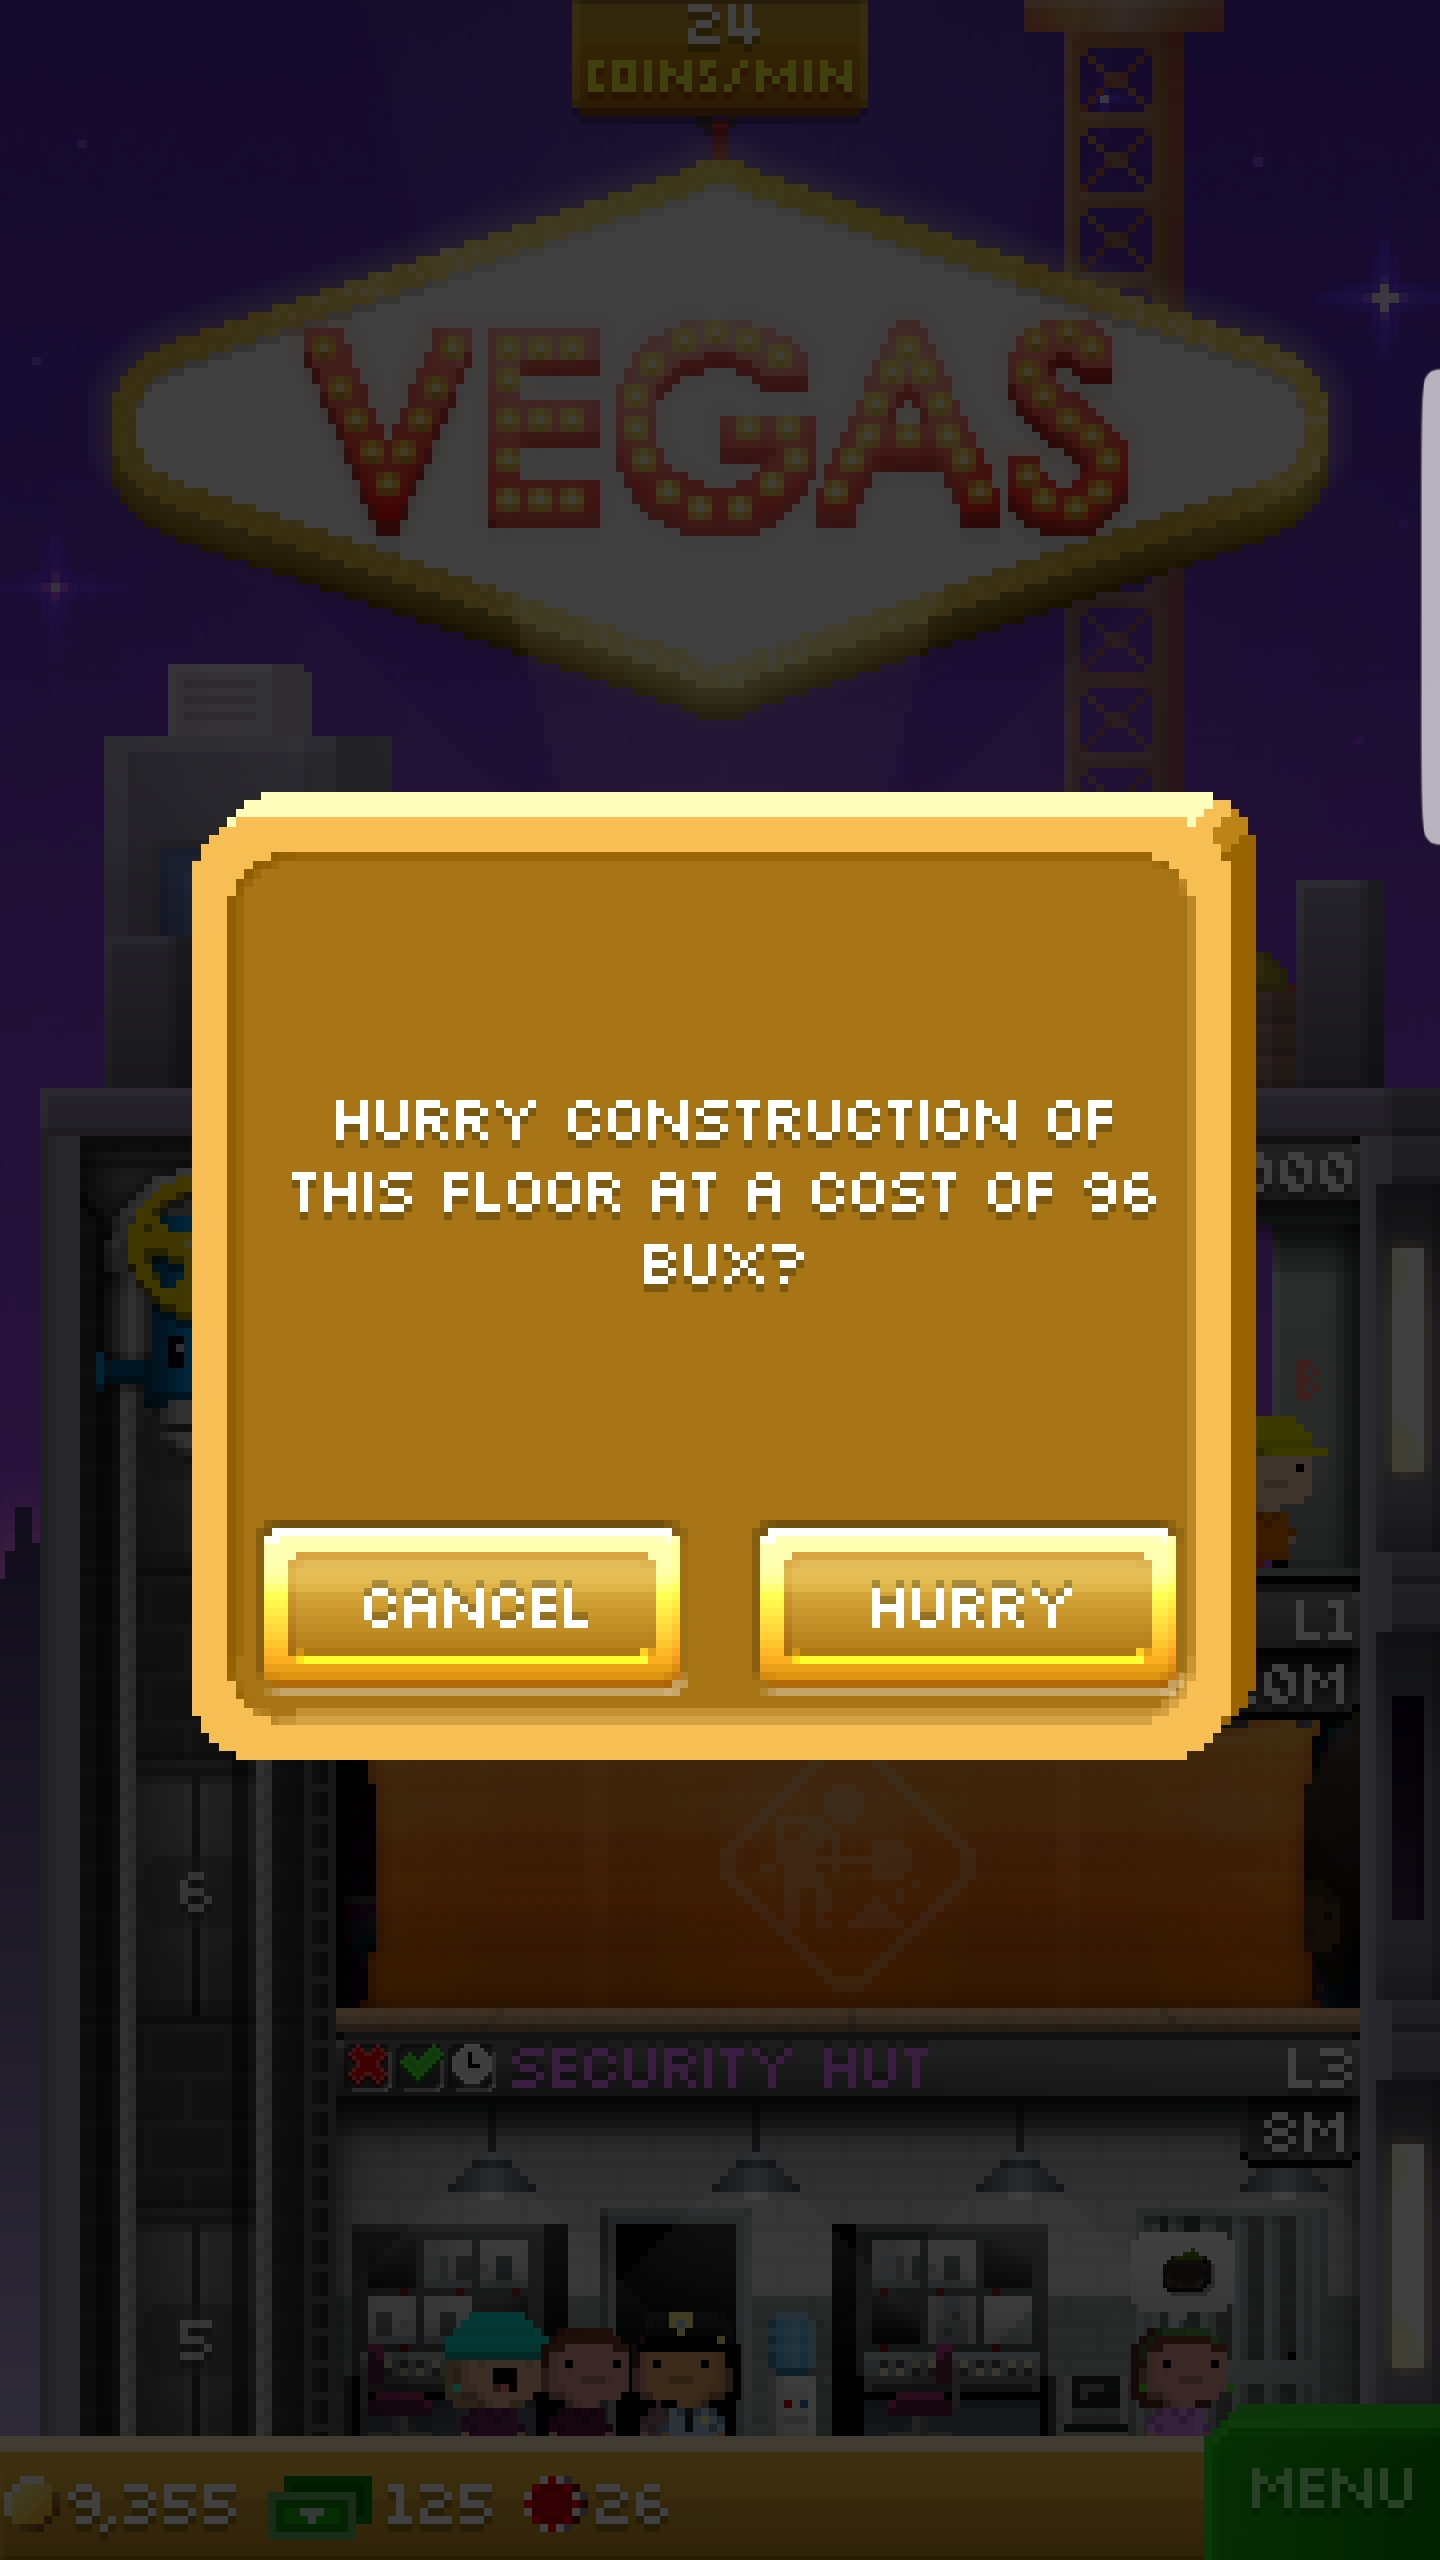 24
COINS/MIN
VEGAS
HURRY CONSTRUCTION OF
THIS FLOOR AT A COST OF 96
BUX?
B
CANCEL
HURRY
L1
0M
6
SECURITY HUT
L3
8M
5
9,355
125
26
MENU